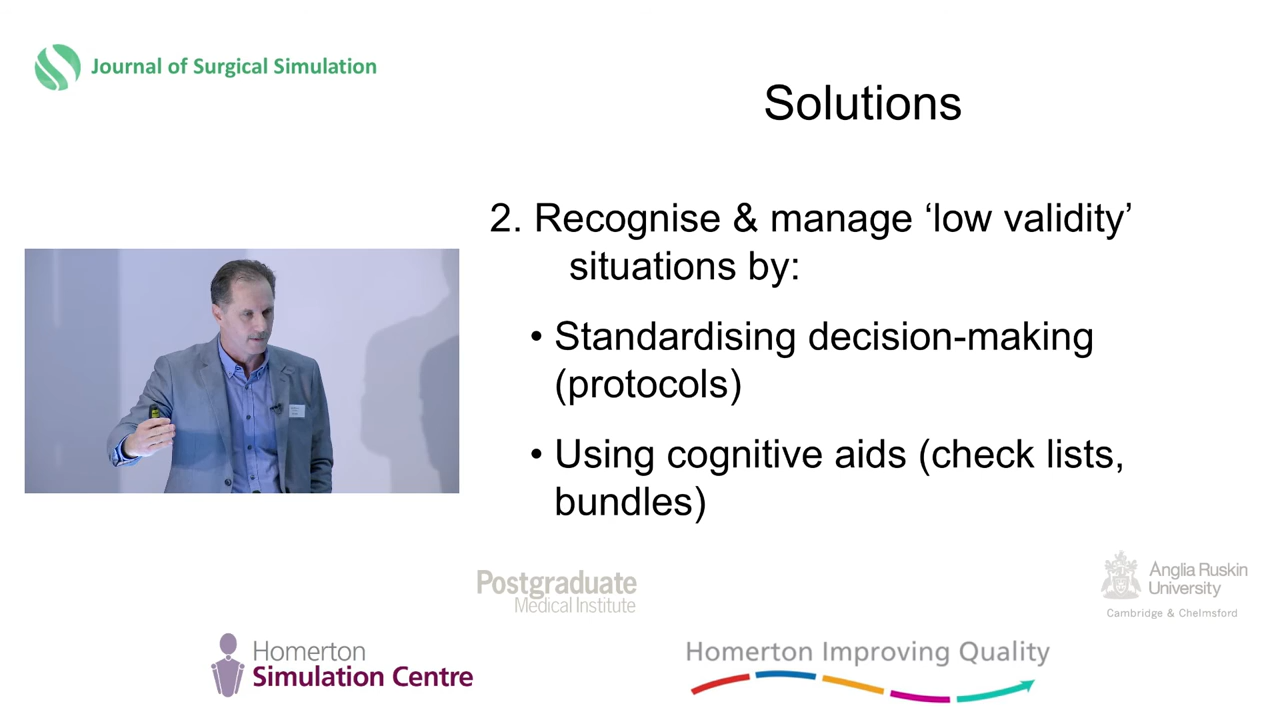 Journal of Surgical Simulation
Solutions
2. Recognise & manage ‘low validity’
situations by:
• Standardising decision-making
(protocols)
• Using cognitive aids (check lists,
bundles)
Postgraduate
Medical Institute
Anglia Ruskin
University
Cambridge & Chelmsford
Homerton
Simulation Centre
Homerton Improving Quality